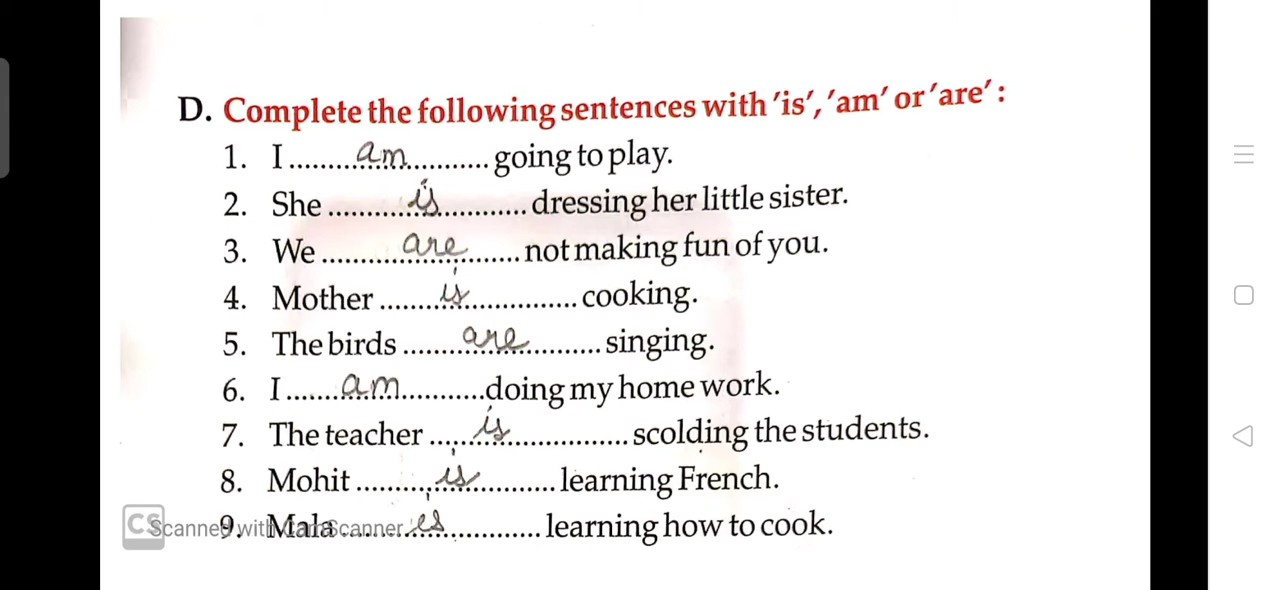 D. Complete the following sentences with 'is', 'am' or 'are' :
1. I ........am.......... going to play.
2. She ..........is.......... dressing her little sister.
3. We ..........are.......... not making fun of you.
4. Mother ........is............ cooking.
5. The birds ........are............ singing.
6. I ......am.......... doing my home work.
7. The teacher ......is.............. scolding the students.
8. Mohit ..........is.......... learning French.
9. Mala ..........is.......... learning how to cook.
CS Scanned with CamScanner